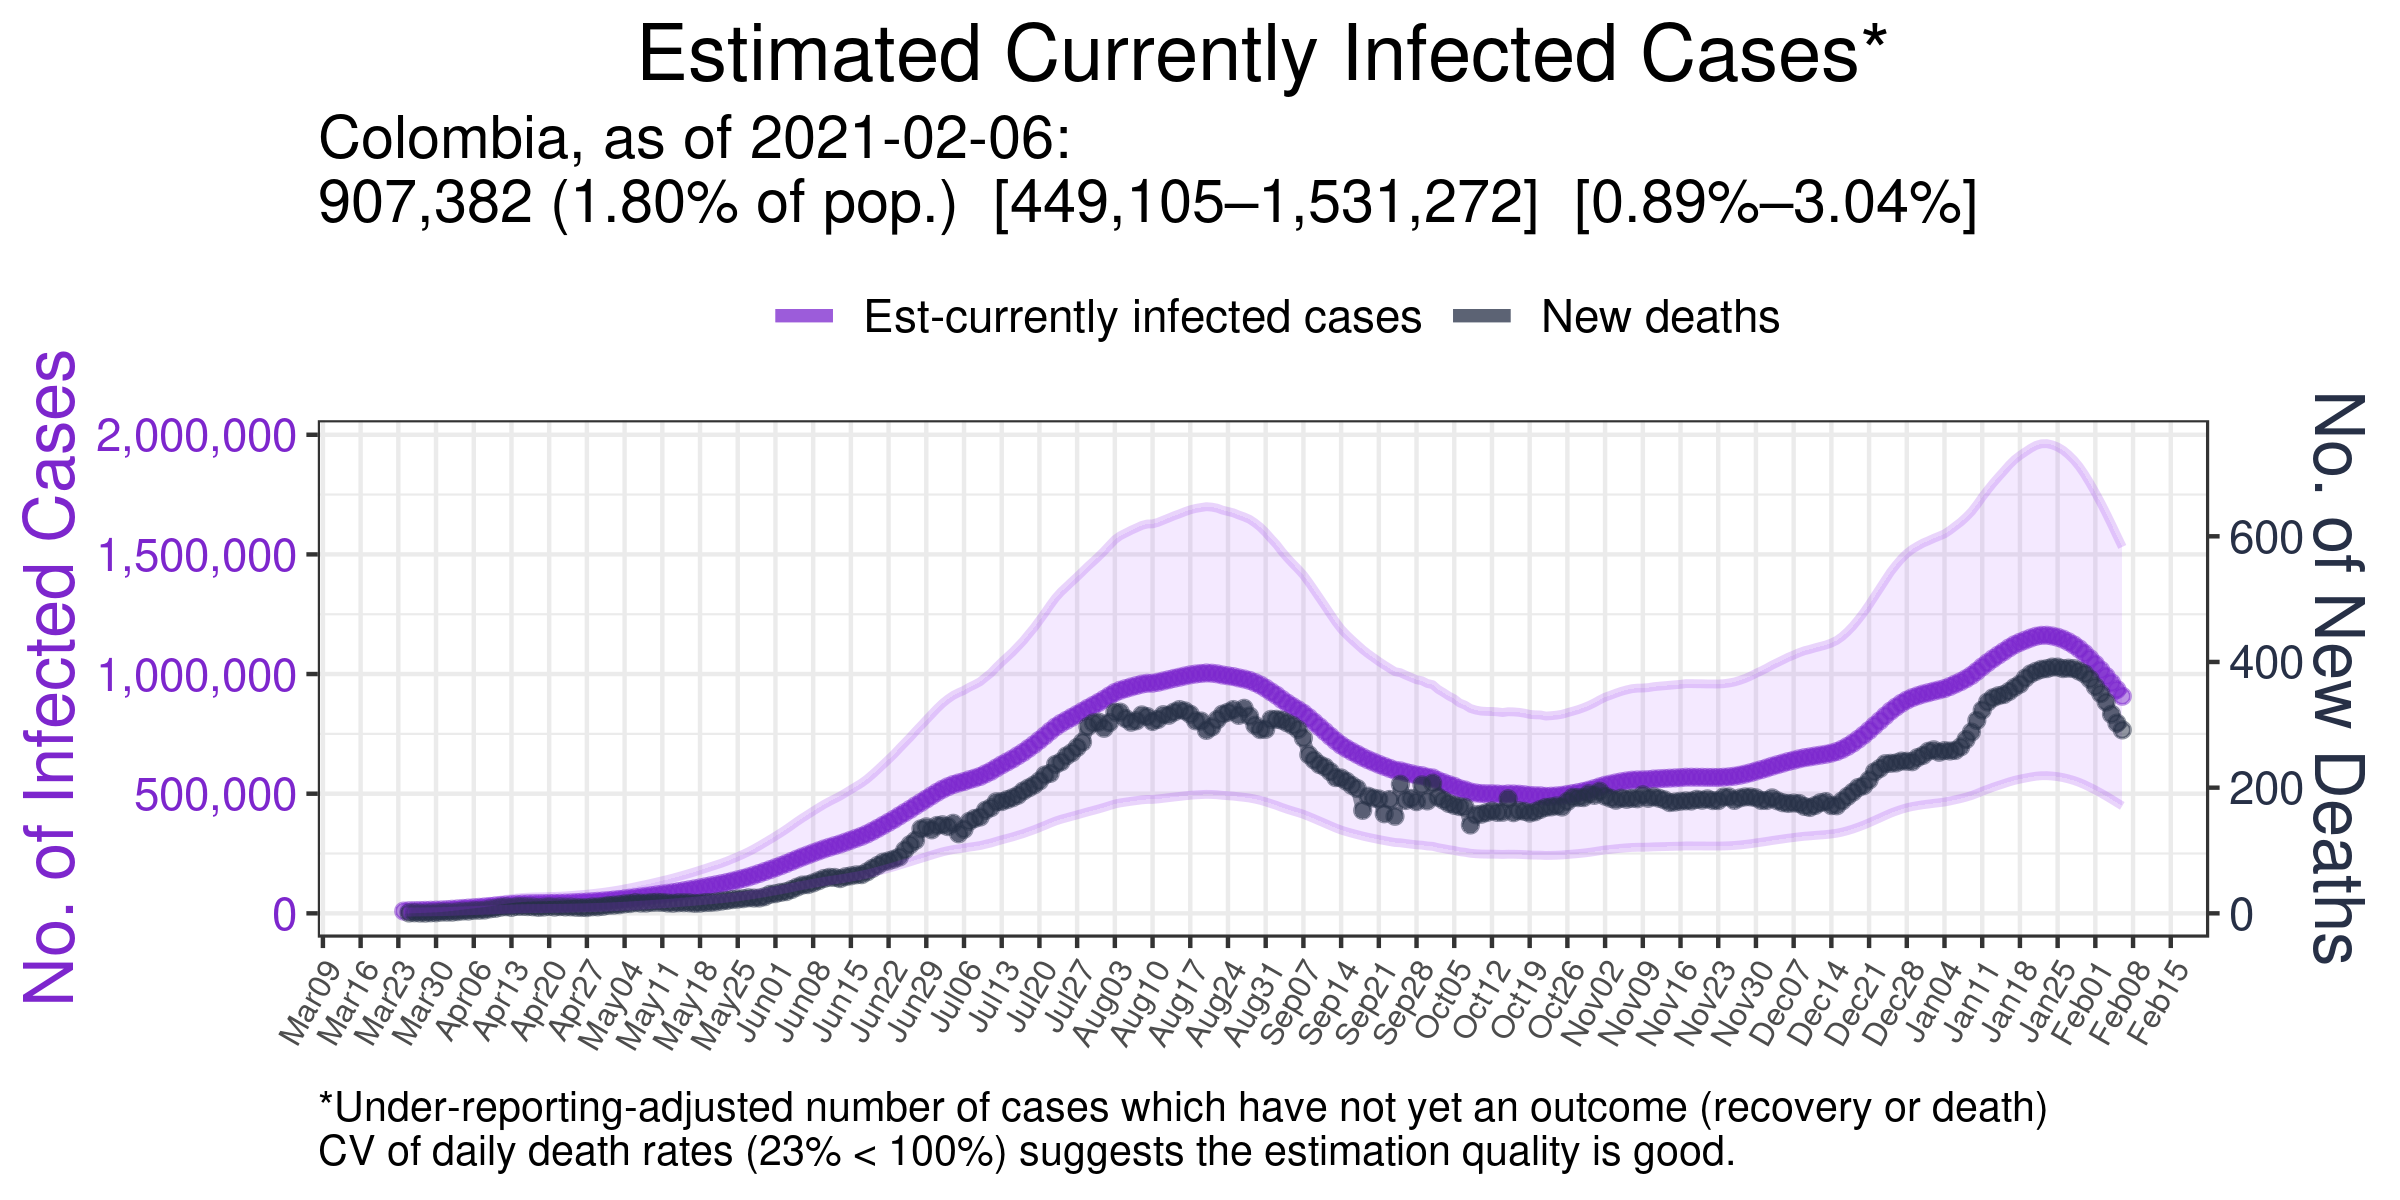 Estimated Currently Infected Cases*
Colombia, as of 2021-02-06:
907,382 (1.80% of pop.)  [449,105–1,531,272]  [0.89%–3.04%]
Est-currently infected cases
New deaths
No. of Infected Cases
2,000,000
1,500,000
1,000,000
500,000
0
600
400
200
0
No. of New Deaths
Mar09
Mar16
Mar23
Mar30
Apr06
Apr13
Apr20
Apr27
May04
May11
May18
May25
Jun01
Jun08
Jun15
Jun22
Jun29
Jul06
Jul13
Jul20
Jul27
Aug03
Aug10
Aug17
Aug24
Aug31
Sep07
Sep14
Sep21
Sep28
Oct05
Oct12
Oct19
Oct26
Nov02
Nov09
Nov16
Nov23
Nov30
Dec07
Dec14
Dec21
Dec28
Jan04
Jan11
Jan18
Jan25
Feb01
Feb08
Feb15
*Under-reporting-adjusted number of cases which have not yet an outcome (recovery or death)
CV of daily death rates (23% < 100%) suggests the estimation quality is good.